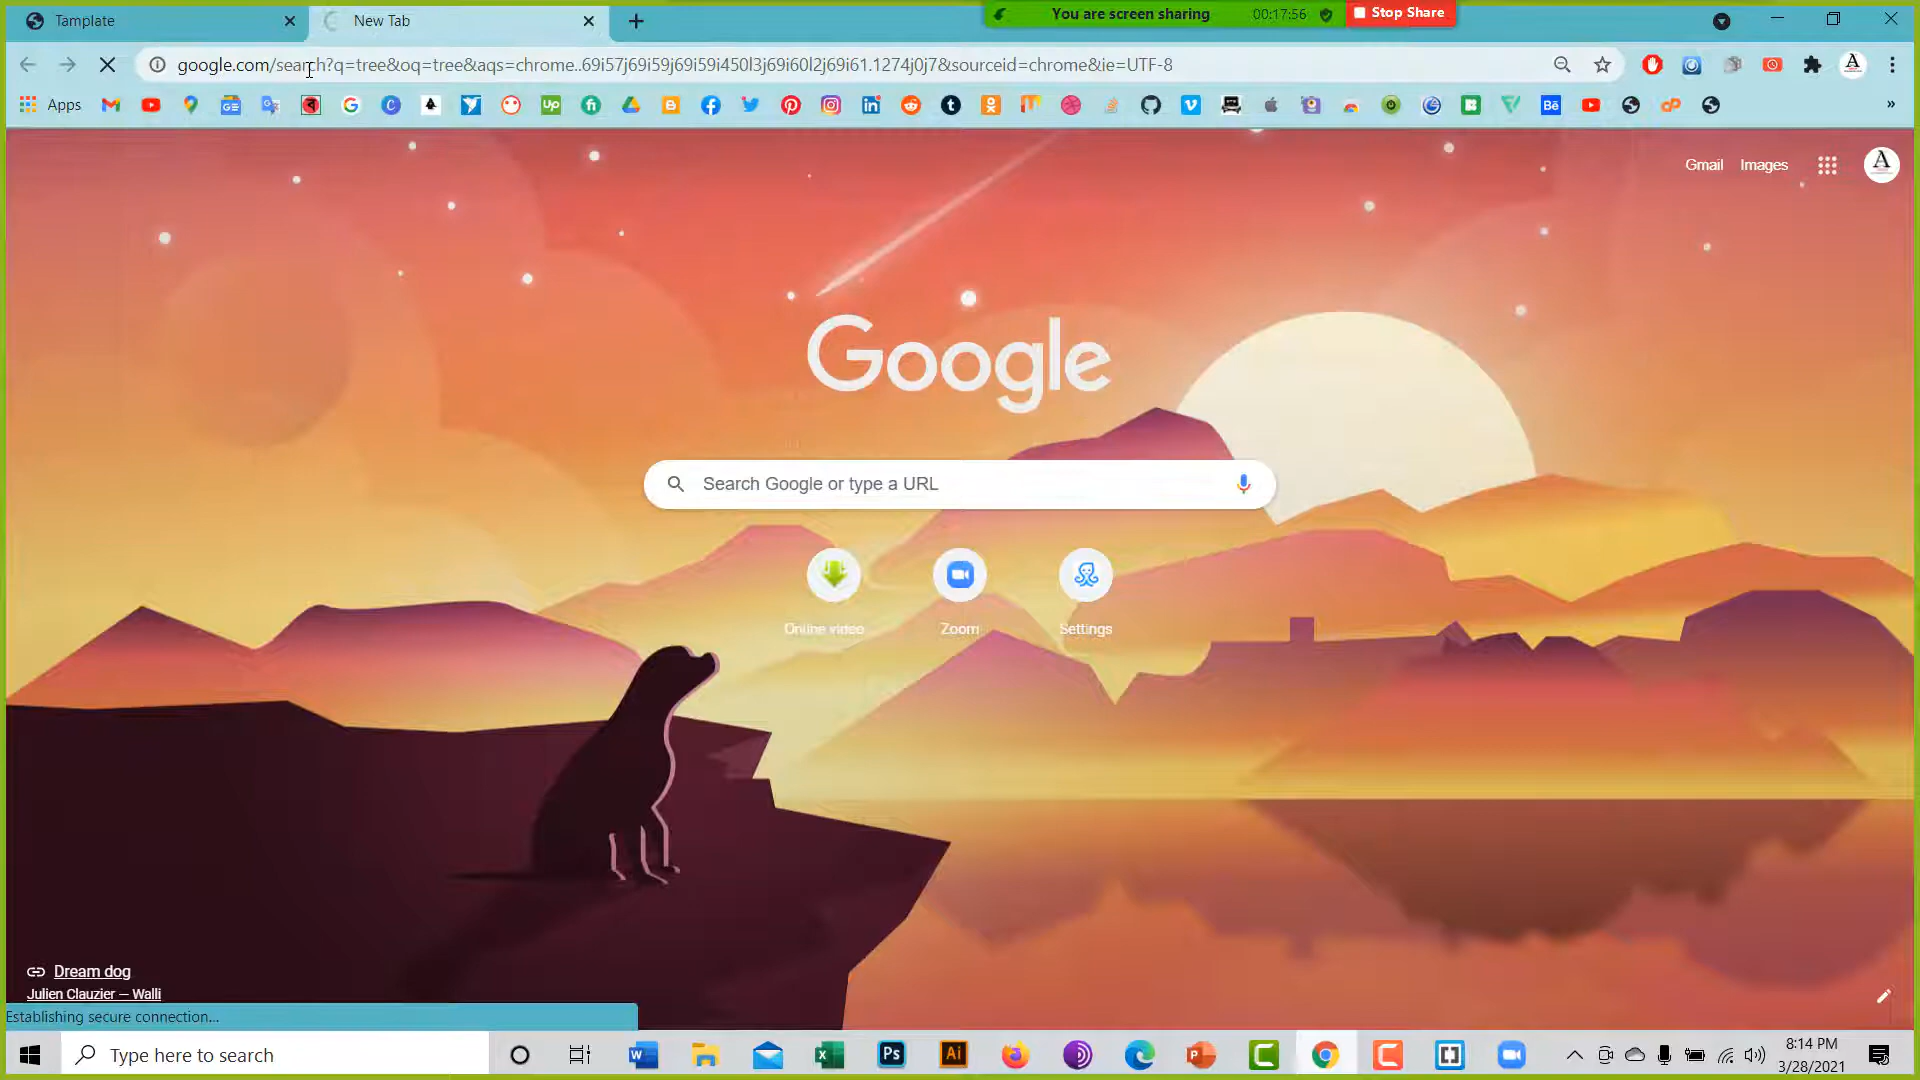 Tamplate
New Tab
You are screen sharing
00:17:56
Stop Share
google.com/search?q=tree&oq=tree&aqs=chrome..69i57j69i59j69i59i450l3j69i60l2j69i61.1274j0j7&sourceid=chrome&ie=UTF-8
Apps
Gmail
Images
Google
Search Google or type a URL
Online video
Zoom
Settings
Dream dog
Julien Clauzier — Walli
Establishing secure connection...
Type here to search
8:14 PM
3/28/2021